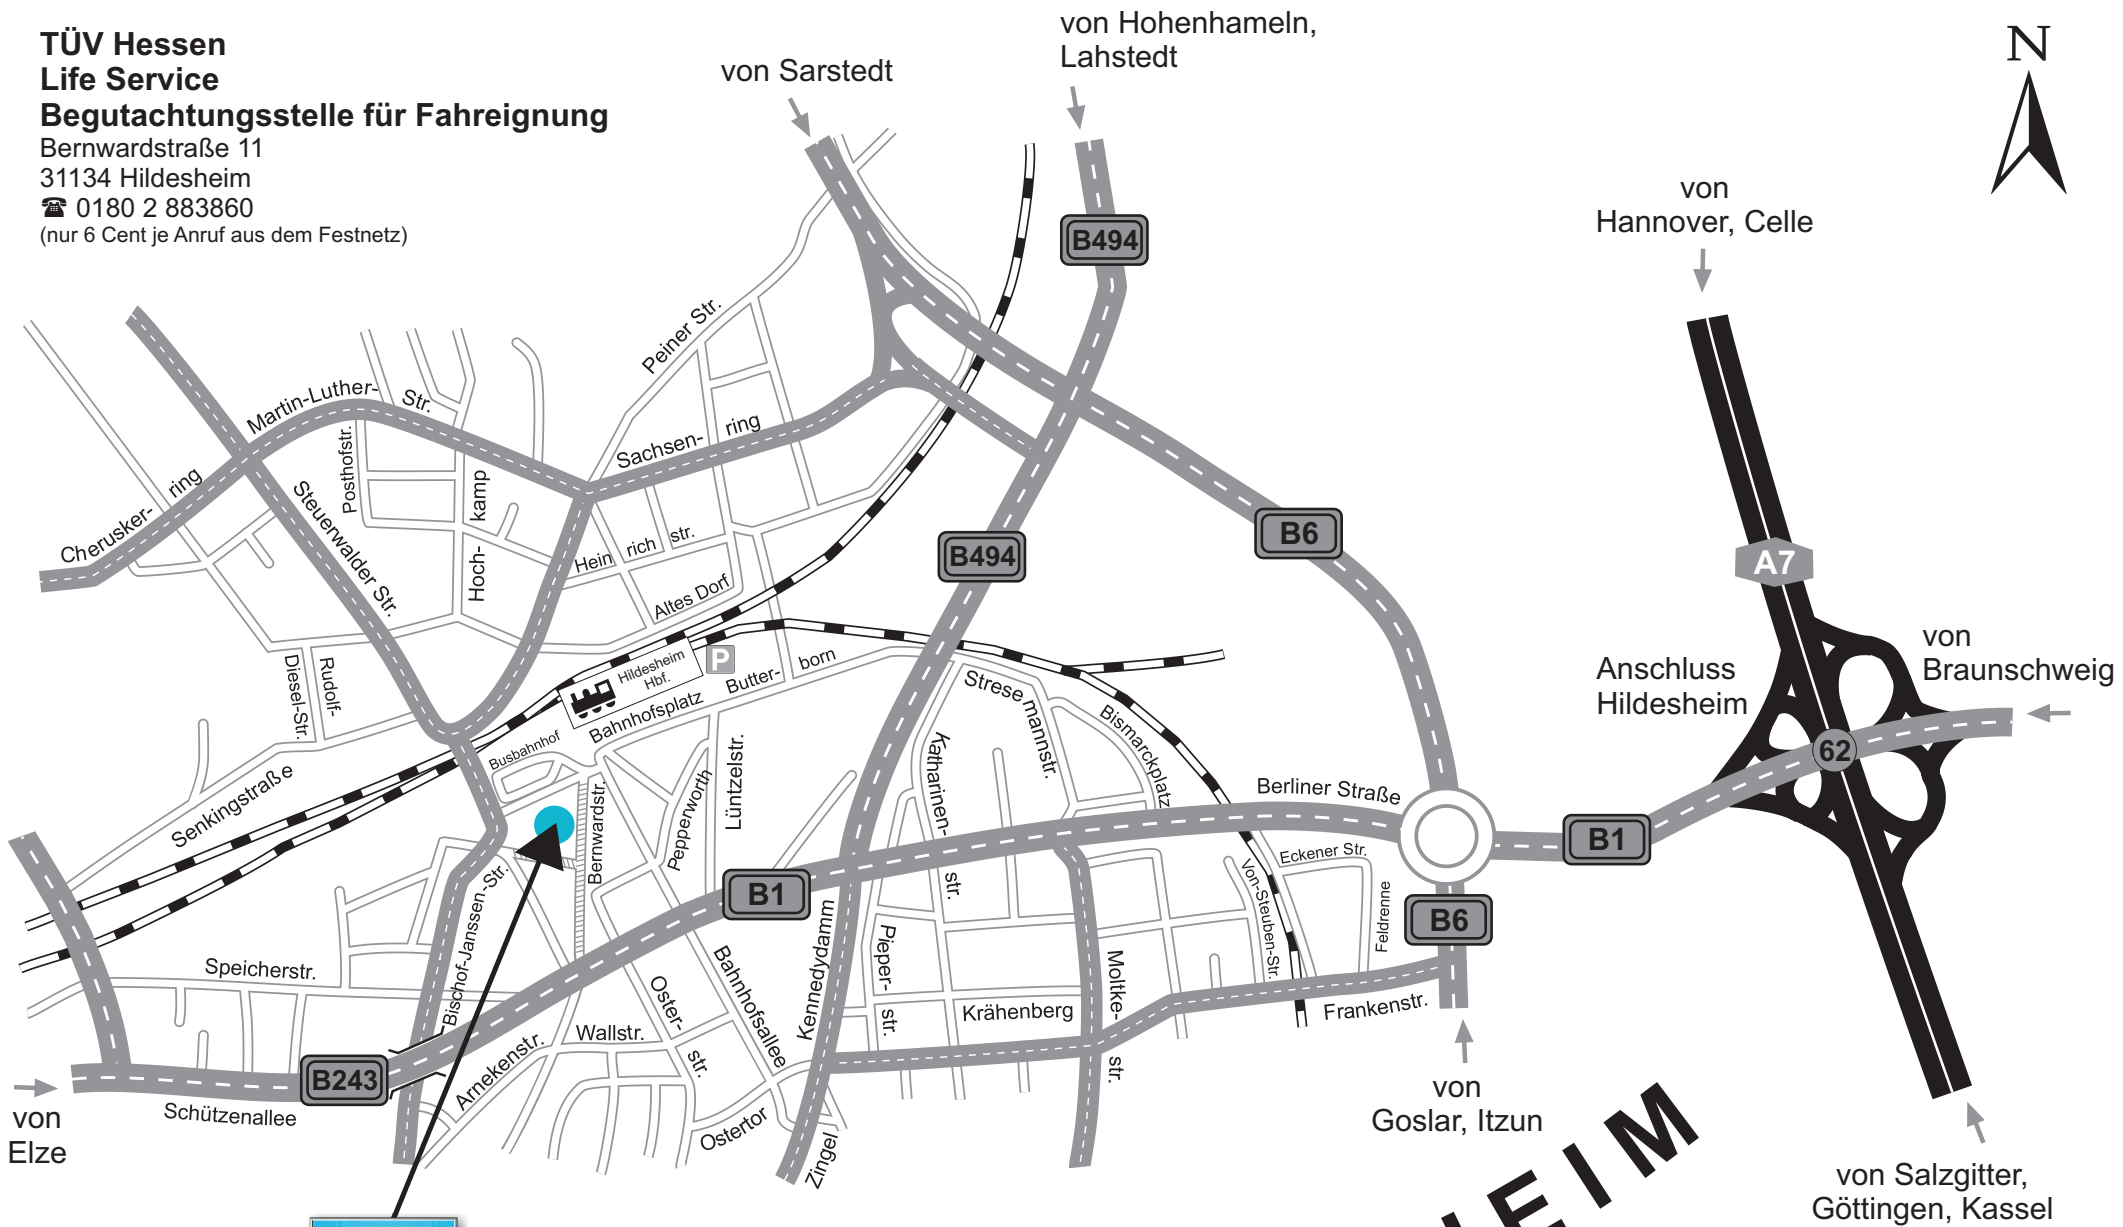 TÜV Hessen
Life Service
Begutachtungsstelle für Fahreignung
Bernwardstraße 11
31134 Hildesheim
☎ 0180 2 883860
(nur 6 Cent je Anruf aus dem Festnetz)
von Sarstedt
von Hohenhameln,
Lahstedt
N
von
Hannover, Celle
B494
Peiner Str.
Martin-Luther-
Str.
Sachsen-
ring
Cherusker-
ring
Posthofstr.
Hoch-
kamp
Steuerwalder Str.
Hein
rich
str.
Altes Dorf
B494
B6
A7
Anschluss
Hildesheim
von
Braunschweig
62
Rudolf-
Diesel-Str.
Hildesheim
Hbf.
P
Butter-
born
Bahnhofsplatz
Busbahnhof
Strese
mannstr.
Bismarckplatz
Senkingstraße
Bernwardstr.
Pepperworth
Lüntzelstr.
Katharinen-
str.
Berliner Straße
B1
B1
Eckener Str.
Von-Steuben-Str.
Feldrenne
B6
Bischof-Janssen-Str.
Speicherstr.
Bahnhofsallee
Oster-
str.
Kennedydamm
Pieper-
str.
Krähenberg
Moltke-
str.
Frankenstr.
Wallstr.
Arnekenstr.
B243
Schützenallee
Ostertor
Zingel
von
Elze
von
Goslar, Itzun
von Salzgitter,
Göttingen, Kassel
EIM